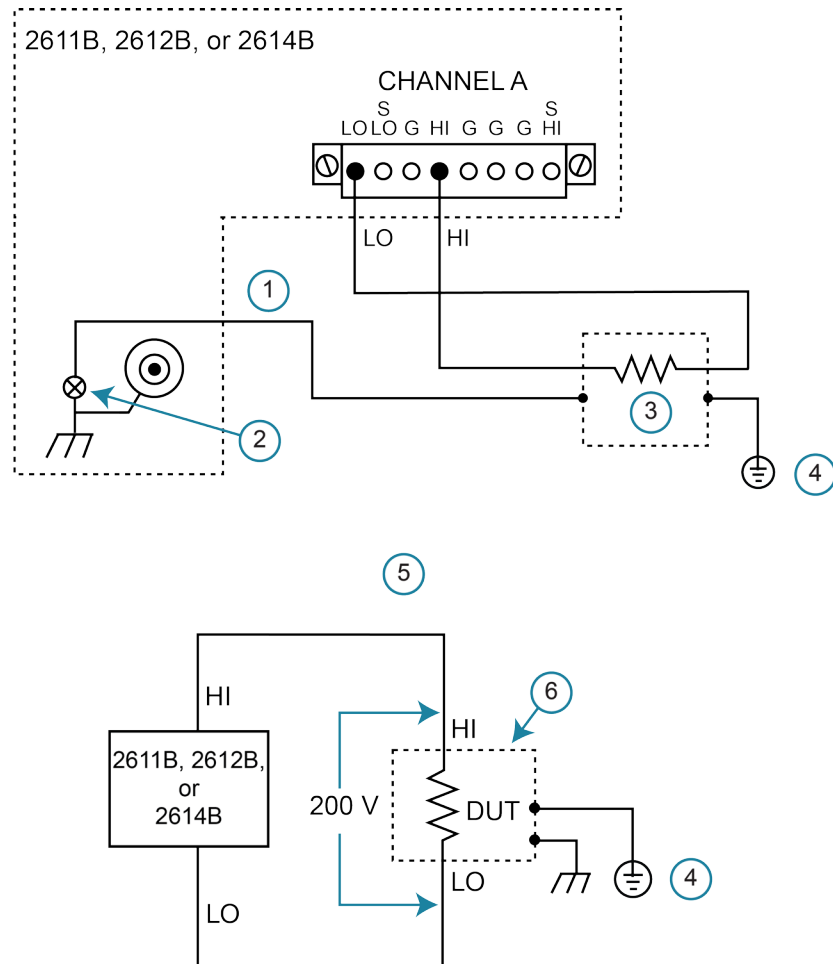 2611B, 2612B, or 2614B
CHANNEL A
S S
LO LO G HI G G G HI
LO HI
1
2
3
4
5
6
HI
HI
2611B, 2612B,
or
2614B
200 V
DUT
4
LO
LO